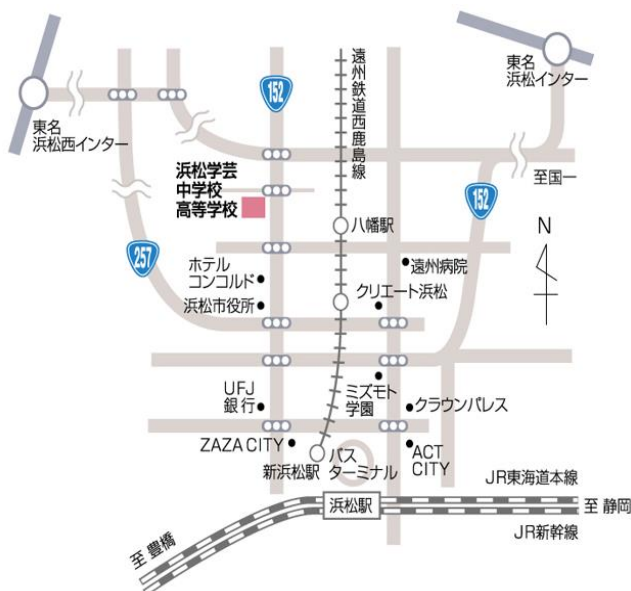 東名
浜松インター
152
遠州鉄道西鹿島線
東名
浜松西インター
浜松学芸
中学校
高等学校
至国一
152
八幡駅
N
257
遠州病院
ホテル
コンコルド
クリエート浜松
浜松市役所
UFJ
銀行
ミズモト
学園
クラウンパレス
ZAZA CITY
新浜松駅
バス
ターミナル
ACT
CITY
JR東海道本線
浜松駅
至 静岡
JR新幹線
至 豊橋